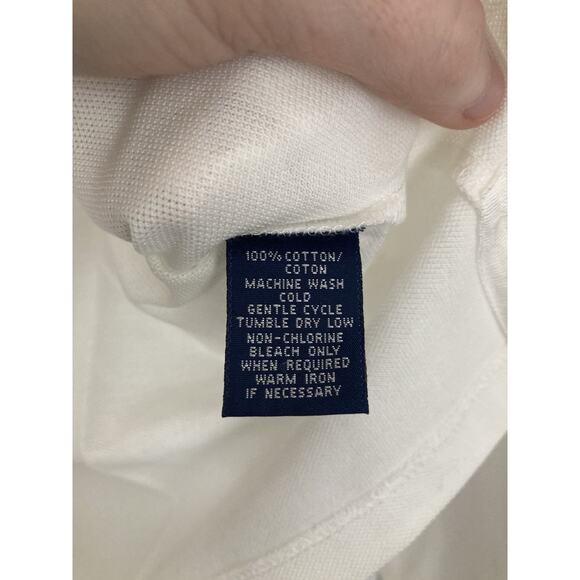 100% COTTON/
COTON
MACHINE WASH
COLD
GENTLE CYCLE
TUMBLE DRY LOW
NON-CHLORINE
BLEACH ONLY
WHEN REQUIRED
WARM IRON
IF NECESSARY